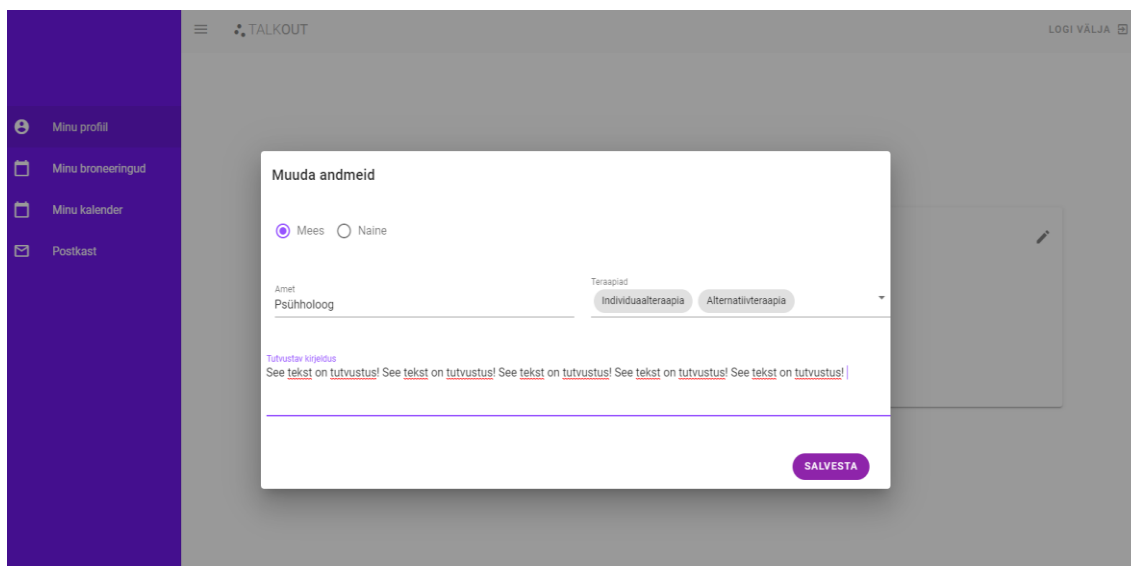 TALKOUT
LOGI VÄLJA
Minu profiil
Minu broneeringud
Minu kalender
Postkast
Muuda andmeid
Mees Naine
Amet
Psühholoog
Teraapiad
Individuaalteraapia Alternatiivteraapia
Tutvustav kirjeldus
See tekst on tutvustus! See tekst on tutvustus! See tekst on tutvustus! See tekst on tutvustus! See tekst on tutvustus!
SALVESTA